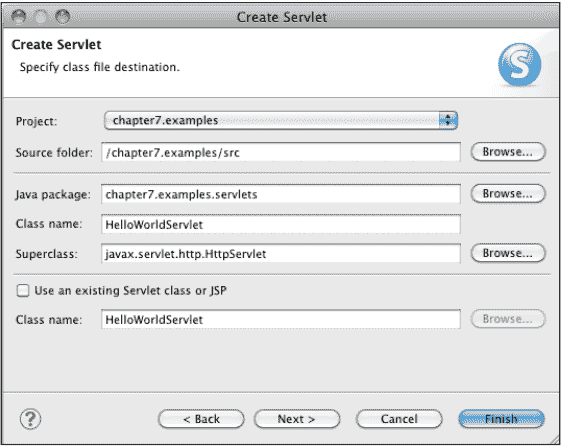 Create Servlet
Create Servlet
Specify class file destination.
S
Project: chapter7.examples
Source folder: /chapter7.examples/src Browse...
Java package: chapter7.examples.servlets Browse...
Class name: HelloWorldServlet
Superclass: javax.servlet.http.HttpServlet Browse...
Use an existing Servlet class or JSP
Class name: HelloWorldServlet Browse...
? < Back Next > Cancel Finish